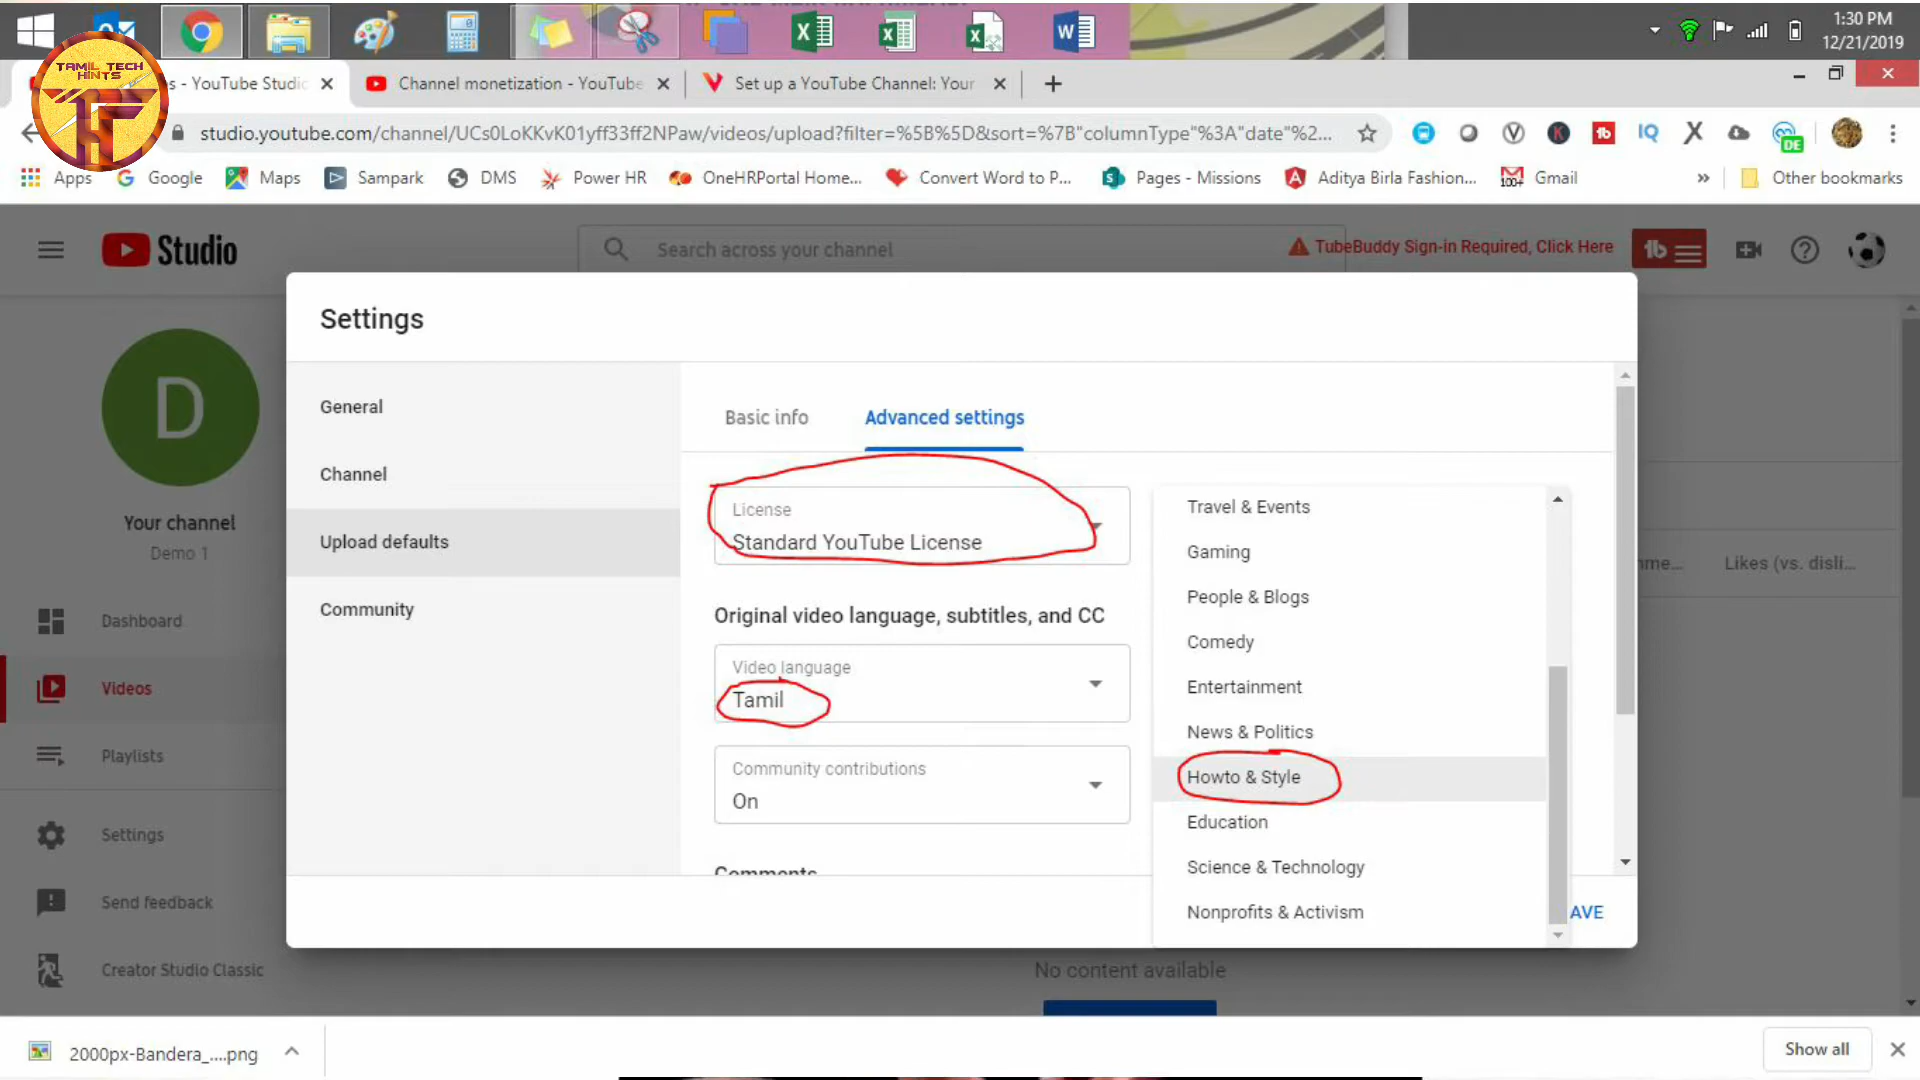 1:30 PM
12/21/2019
TAMIL TECH
HINTS
s - YouTube Studio
Channel monetization - YouTube
Set up a YouTube Channel: Your
studio.youtube.com/channel/UCs0LoKKvK01yff33ff2NPaw/videos/upload?filter=%5B%5D&sort=%7B"columnType"%3A"date"%2...
DE
Apps
Google
Maps
Sampark
DMS
Power HR
OneHRPortal Home...
Convert Word to P...
Pages - Missions
Aditya Birla Fashion...
100+
Gmail
»
Other bookmarks
Studio
Search across your channel
TubeBuddy Sign-in Required, Click Here
Settings
D
General
Basic info
Advanced settings
Channel
License
Travel & Events
Your channel
Upload defaults
Standard YouTube License
Gaming
Demo 1
nme...
Likes (vs. disli...
People & Blogs
Community
Original video language, subtitles, and CC
Dashboard
Comedy
Video language
Entertainment
Videos
Tamil
News & Politics
Playlists
Community contributions
Howto & Style
On
Education
Settings
Comments
Science & Technology
Send feedback
Nonprofits & Activism
AVE
Creator Studio Classic
No content available
2000px-Bandera_....png
Show all